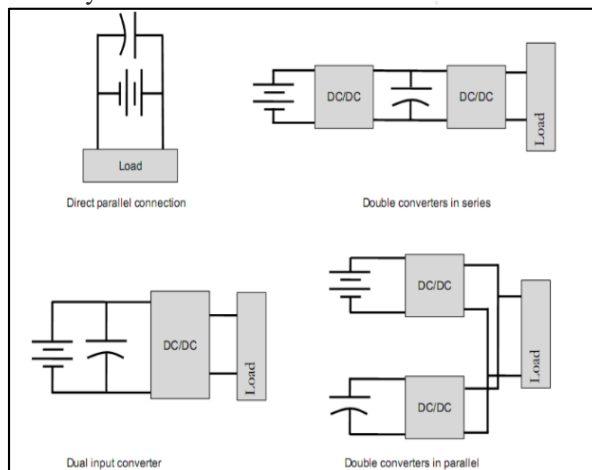 Load
Direct parallel connection
DC/DC
DC/DC
Load
Double converters in series
DC/DC
Load
Dual input converter
DC/DC
DC/DC
Load
Double converters in parallel